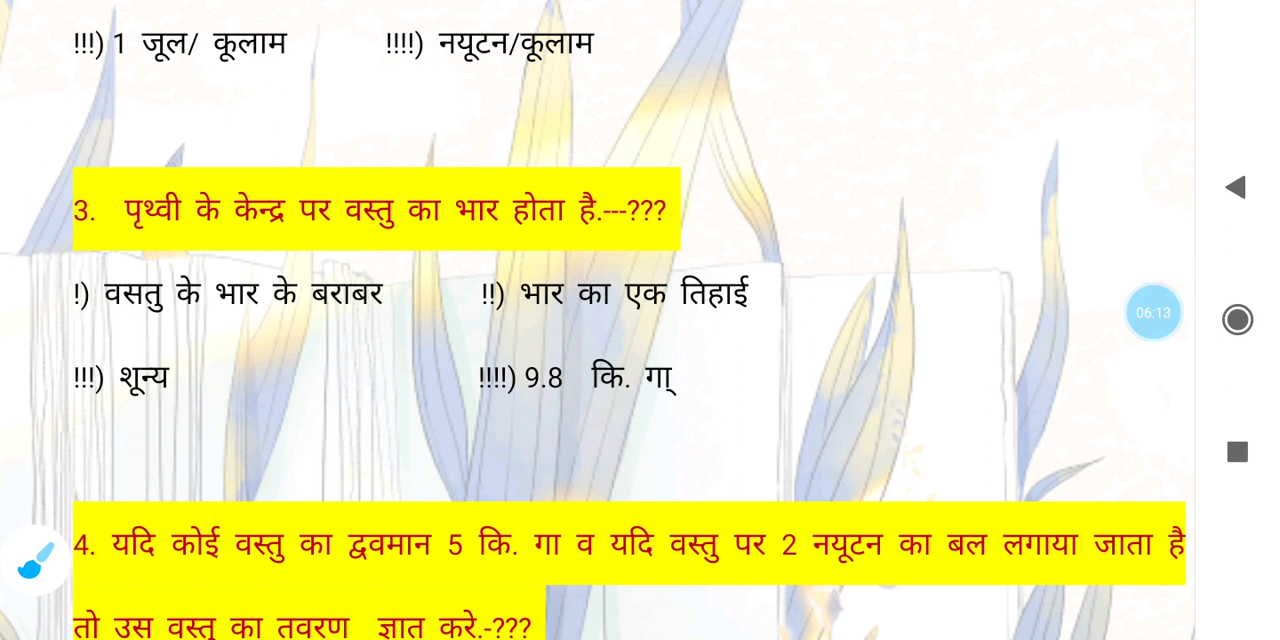 !!!) 1 जूल/ कूलाम !!!!) नयूटन/कूलाम
3. पृथ्वी के केन्द्र पर वस्तु का भार होता है.---???
!) वसतु के भार के बराबर !!) भार का एक तिहाई
!!!) शून्य !!!!) 9.8 कि. गा्
06:13
4. यदि कोई वस्तु का द्ववमान 5 कि. गा व यदि वस्तु पर 2 नयूटन का बल लगाया जाता है
तो उस वस्तु का तवरण ज्ञात करे.-???